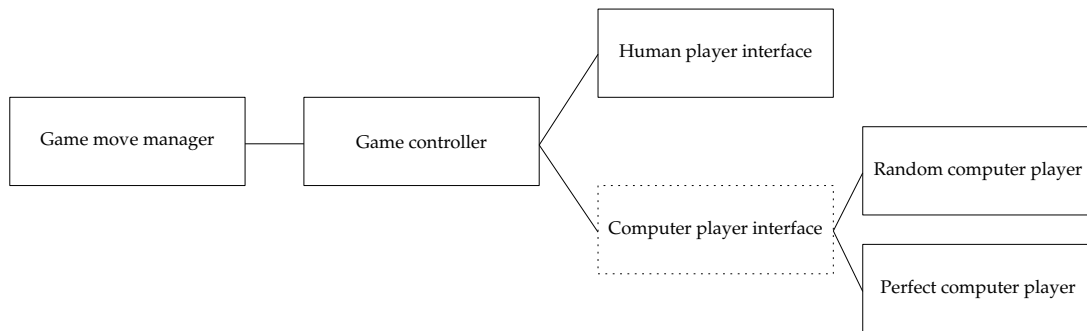 Human player interface
Game move manager
Game controller
Random computer player
Computer player interface
Perfect computer player